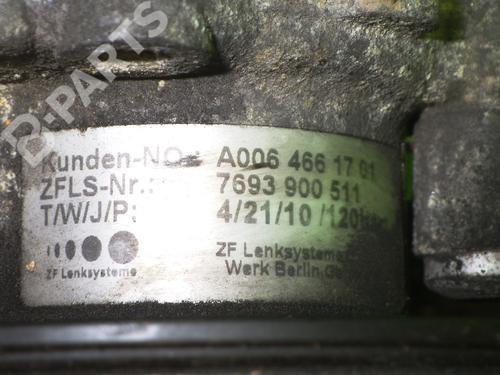 B-PARTS
Kunden-NO.: A006 466 17 01
ZFLS-Nr.: 7693 900 511
T/W/J/P: 4/21/10 /120
ZF Lenksysteme
Werk Berlin
ZF Lenksysteme